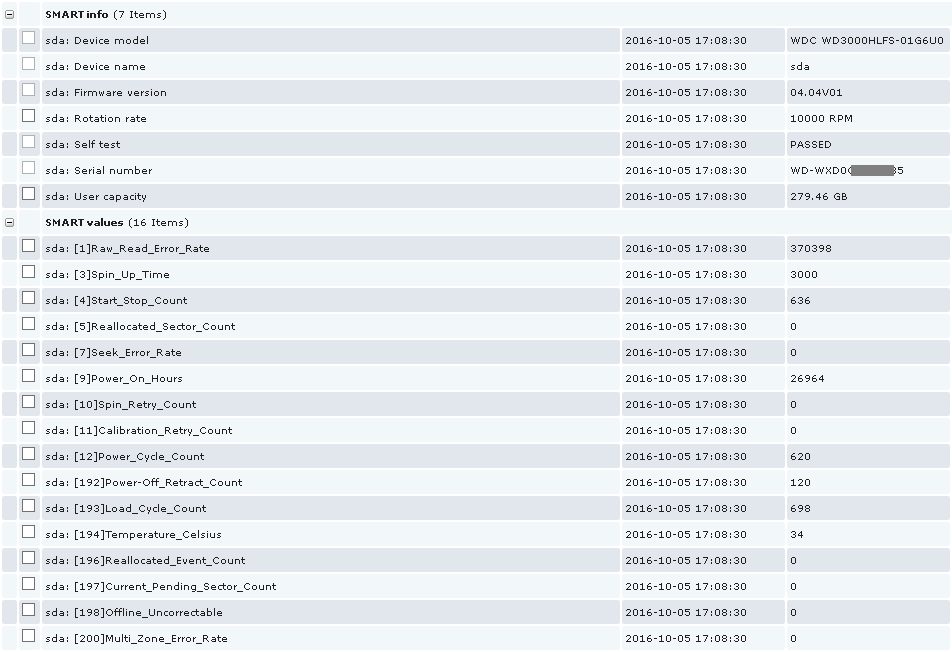 SMART info (7 Items)
sda: Device model 2016-10-05 17:08:30 WDC WD3000HLFS-01G6U0
sda: Device name 2016-10-05 17:08:30 sda
sda: Firmware version 2016-10-05 17:08:30 04.04V01
sda: Rotation rate 2016-10-05 17:08:30 10000 RPM
sda: Self test 2016-10-05 17:08:30 PASSED
sda: Serial number 2016-10-05 17:08:30
sda: User capacity 2016-10-05 17:08:30 279.46 GB
SMART values (16 Items)
sda: [1]Raw_Read_Error_Rate 2016-10-05 17:08:30 370398
sda: [3]Spin_Up_Time 2016-10-05 17:08:30 3000
sda: [4]Start_Stop_Count 2016-10-05 17:08:30 636
sda: [5]Reallocated_Sector_Count 2016-10-05 17:08:30 0
sda: [7]Seek_Error_Rate 2016-10-05 17:08:30 0
sda: [9]Power_On_Hours 2016-10-05 17:08:30 26964
sda: [10]Spin_Retry_Count 2016-10-05 17:08:30 0
sda: [11]Calibration_Retry_Count 2016-10-05 17:08:30 0
sda: [12]Power_Cycle_Count 2016-10-05 17:08:30 620
sda: [192]Power-Off_Retract_Count 2016-10-05 17:08:30 120
sda: [193]Load_Cycle_Count 2016-10-05 17:08:30 698
sda: [194]Temperature_Celsius 2016-10-05 17:08:30 34
sda: [196]Reallocated_Event_Count 2016-10-05 17:08:30 0
sda: [197]Current_Pending_Sector_Count 2016-10-05 17:08:30 0
sda: [198]Offline_Uncorrectable 2016-10-05 17:08:30 0
sda: [200]Multi_Zone_Error_Rate 2016-10-05 17:08:30 0